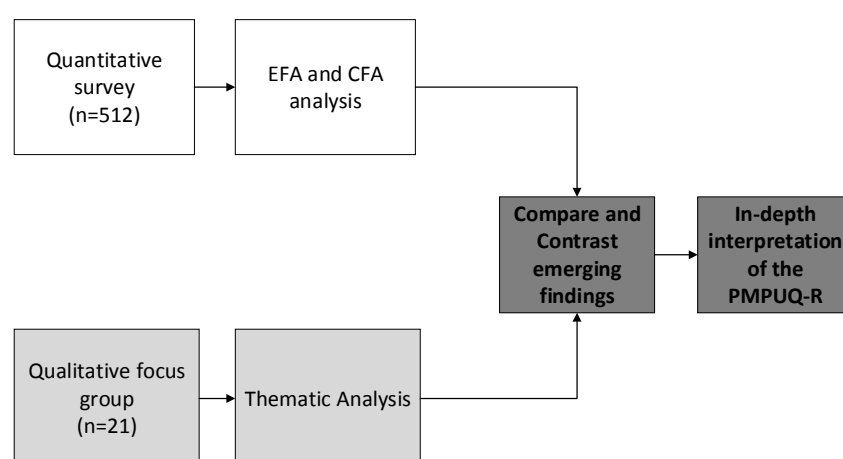 Quantitative
survey
(n=512)
EFA and CFA
analysis
Compare and
Contrast
emerging
findings
In-depth
interpretation
of the
PMPUQ-R
Qualitative focus
group
(n=21)
Thematic Analysis